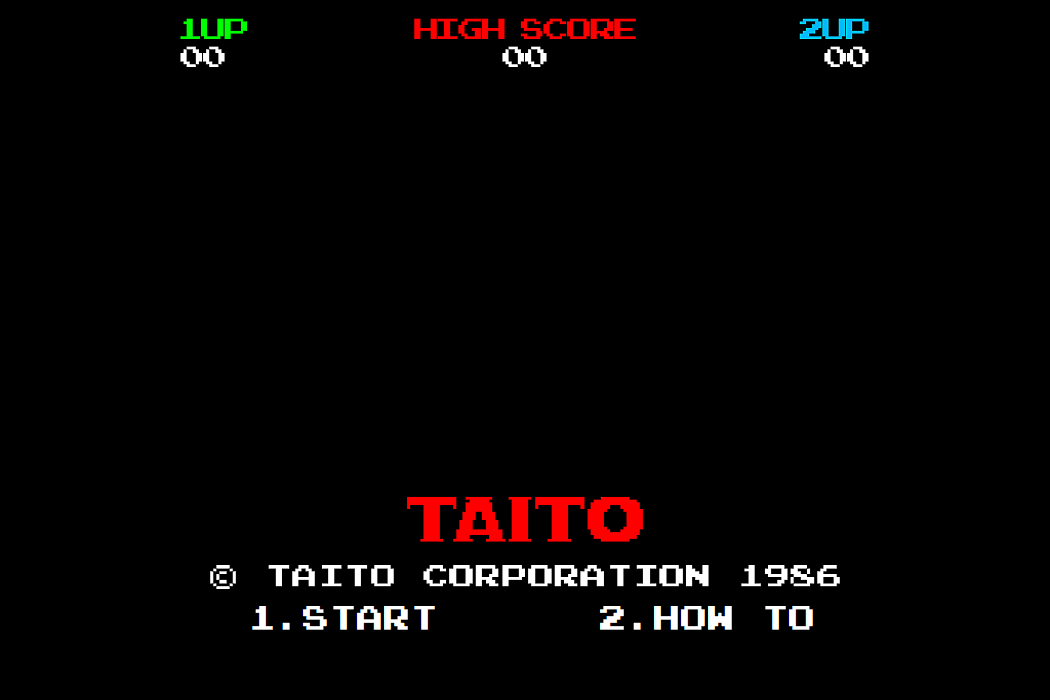 1UP HIGH SCORE 2UP
00 00 00
TAITO
© TAITO CORPORATION 1986
1.START 2.HOW TO